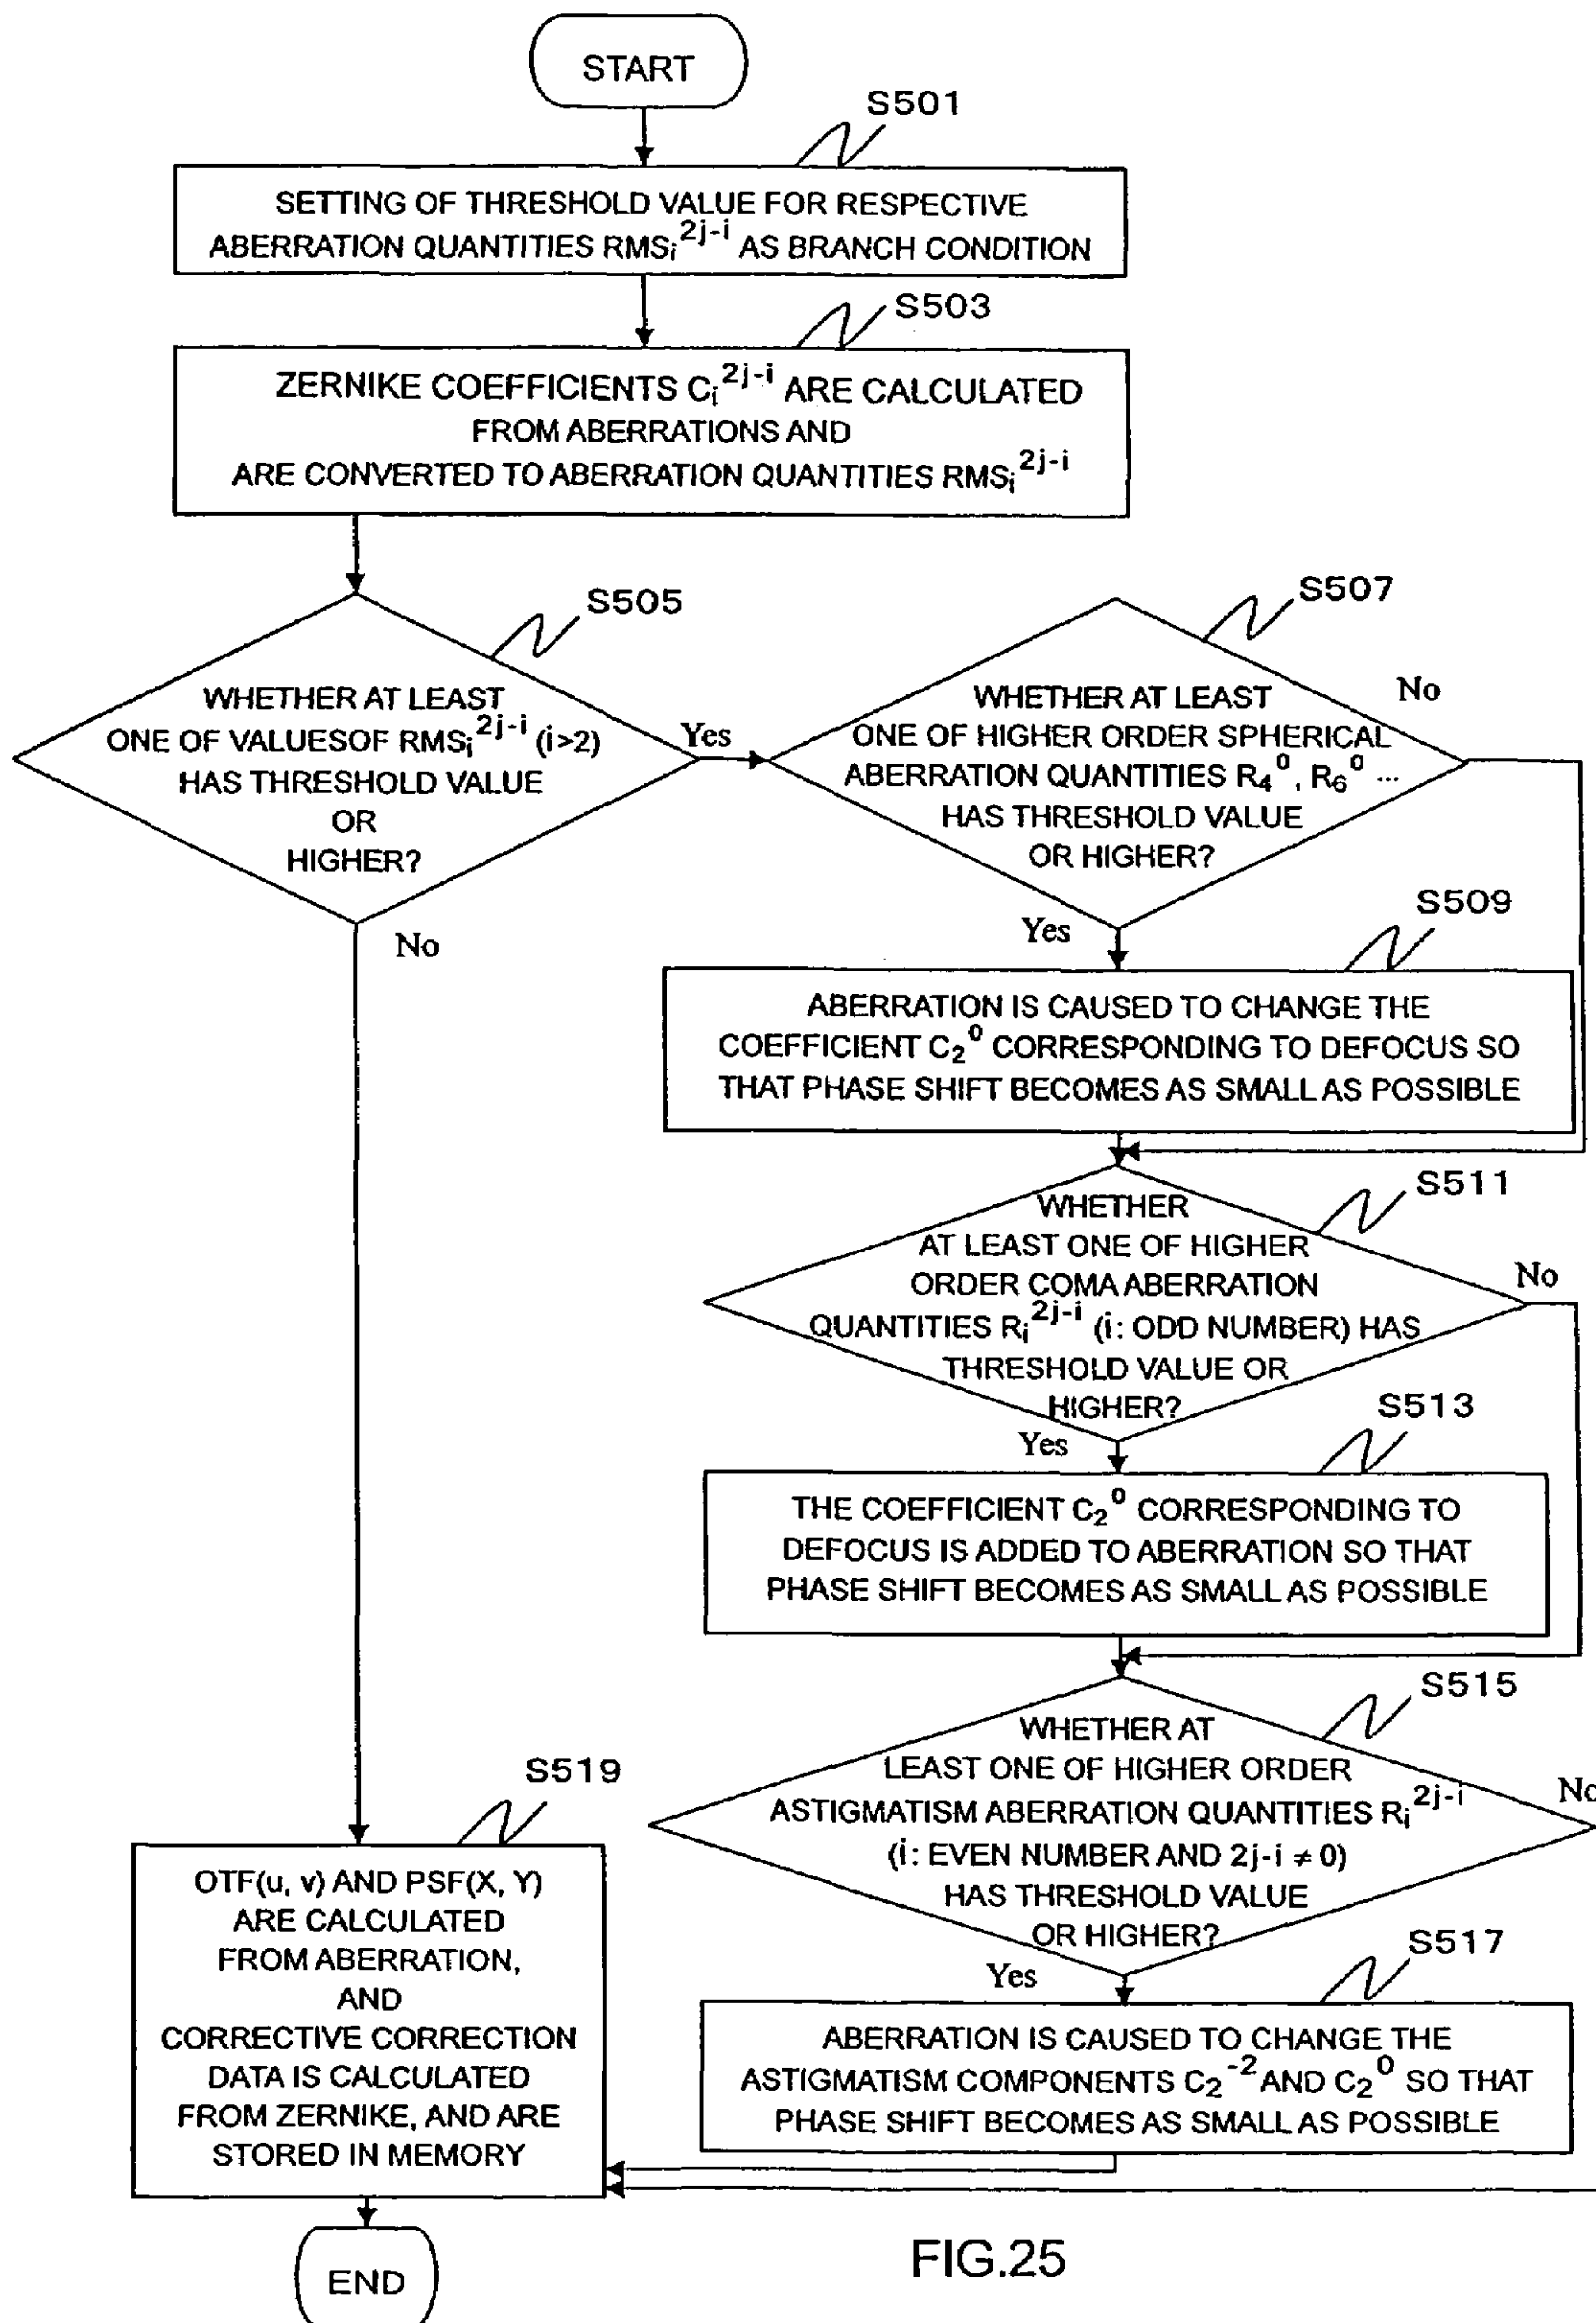 START
S501
SETTING OF THRESHOLD VALUE FOR RESPECTIVE
ABERRATION QUANTITIES RMSᵢ²ʲ⁻ⁱ AS BRANCH CONDITION
S503
ZERNIKE COEFFICIENTS Cᵢ²ʲ⁻ⁱ ARE CALCULATED
FROM ABERRATIONS AND
ARE CONVERTED TO ABERRATION QUANTITIES RMSᵢ²ʲ⁻ⁱ
S505
WHETHER AT LEAST
ONE OF VALUESOF RMSᵢ²ʲ⁻ⁱ (i>2)
HAS THRESHOLD VALUE
OR
HIGHER?
Yes
No
S507
WHETHER AT LEAST
ONE OF HIGHER ORDER SPHERICAL
ABERRATION QUANTITIES R₄⁰, R₆⁰ ...
HAS THRESHOLD VALUE
OR HIGHER?
No
Yes
S509
ABERRATION IS CAUSED TO CHANGE THE
COEFFICIENT C₂⁰ CORRESPONDING TO DEFOCUS SO
THAT PHASE SHIFT BECOMES AS SMALL AS POSSIBLE
S511
WHETHER
AT LEAST ONE OF HIGHER
ORDER COMA ABERRATION
QUANTITIES Rᵢ²ʲ⁻ⁱ (i: ODD NUMBER) HAS
THRESHOLD VALUE OR
HIGHER?
No
Yes
S513
THE COEFFICIENT C₂⁰ CORRESPONDING TO
DEFOCUS IS ADDED TO ABERRATION SO THAT
PHASE SHIFT BECOMES AS SMALL AS POSSIBLE
S515
WHETHER AT
LEAST ONE OF HIGHER ORDER
ASTIGMATISM ABERRATION QUANTITIES Rᵢ²ʲ⁻ⁱ
(i: EVEN NUMBER AND 2j-i ≠ 0)
HAS THRESHOLD VALUE
OR HIGHER?
No
Yes
S517
ABERRATION IS CAUSED TO CHANGE THE
ASTIGMATISM COMPONENTS C₂⁻² AND C₂⁰ SO THAT
PHASE SHIFT BECOMES AS SMALL AS POSSIBLE
S519
OTF(u, v) AND PSF(X, Y)
ARE CALCULATED
FROM ABERRATION,
AND
CORRECTIVE CORRECTION
DATA IS CALCULATED
FROM ZERNIKE, AND ARE
STORED IN MEMORY
END
FIG.25